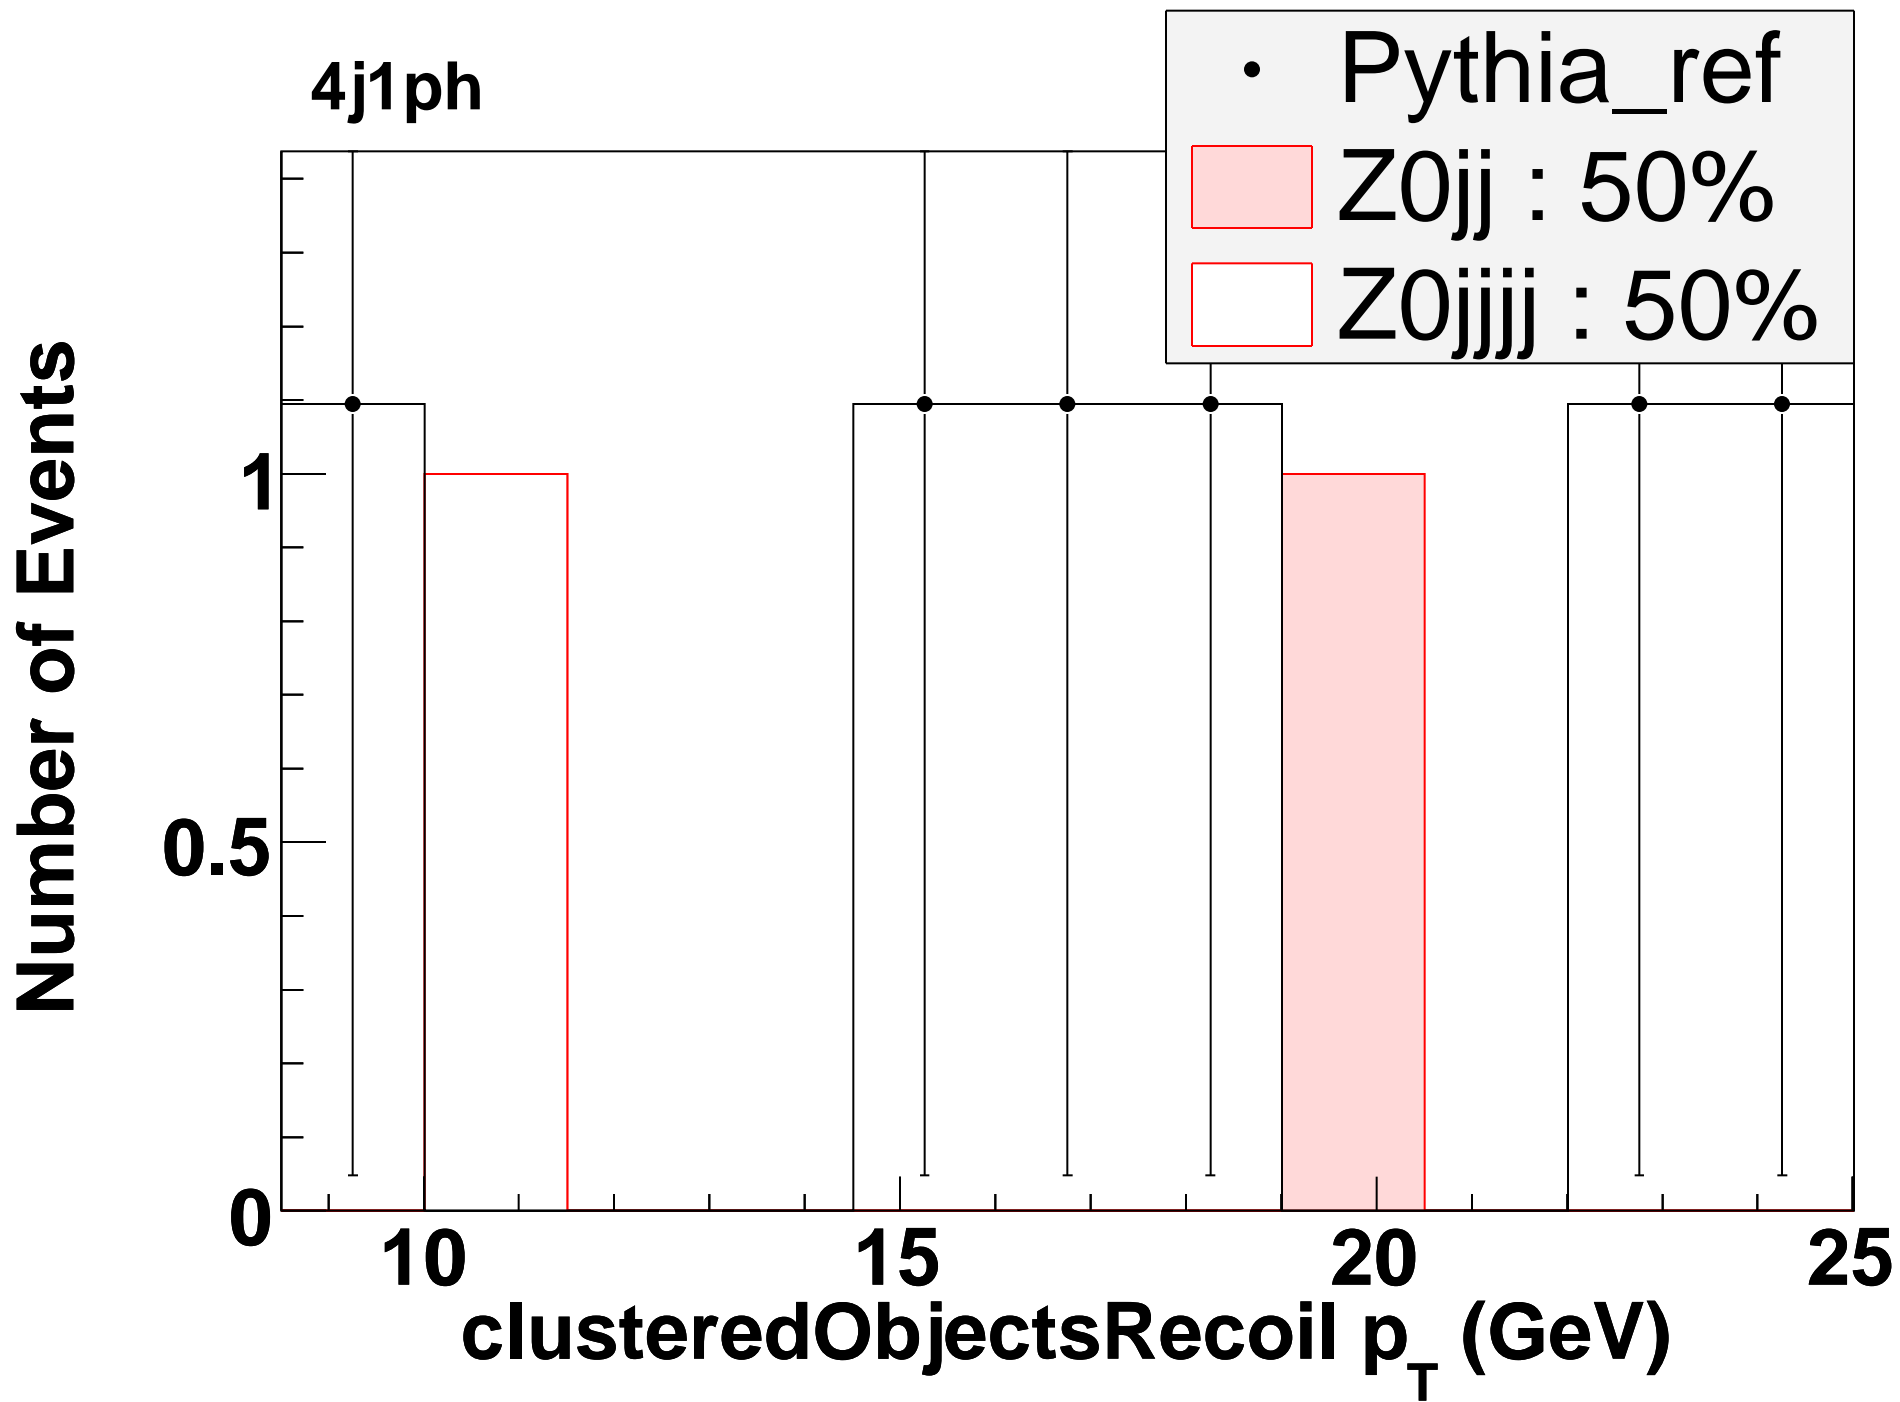 4j1ph
Pythia_ref
Z0jj : 50%
Z0jjjj : 50%
Number of Events
1
0.5
0
10 15 20 25
clusteredObjectsRecoil p_T (GeV)